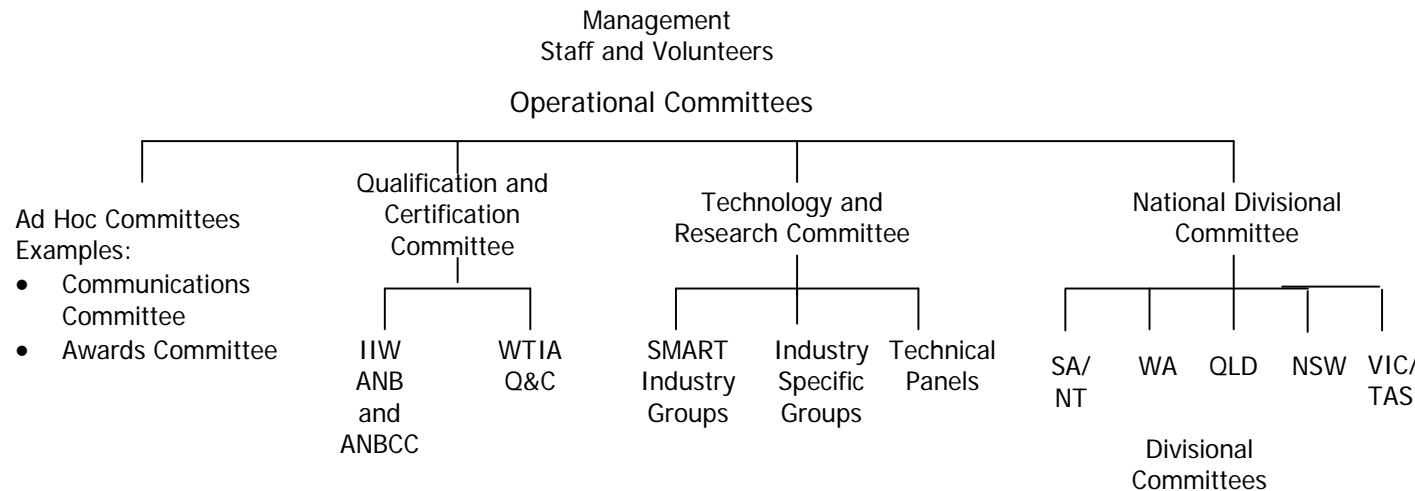 Management
Staff and Volunteers
Operational Committees
Ad Hoc Committees
Examples:
• Communications
Committee
• Awards Committee
Qualification and
Certification
Committee
IIW
ANB
and
ANBCC
WTIA
Q&C
Technology and
Research Committee
SMART
Industry
Groups
Industry
Specific
Groups
Technical
Panels
National Divisional
Committee
SA/
NT
WA
QLD
NSW
VIC/
TAS
Divisional
Committees